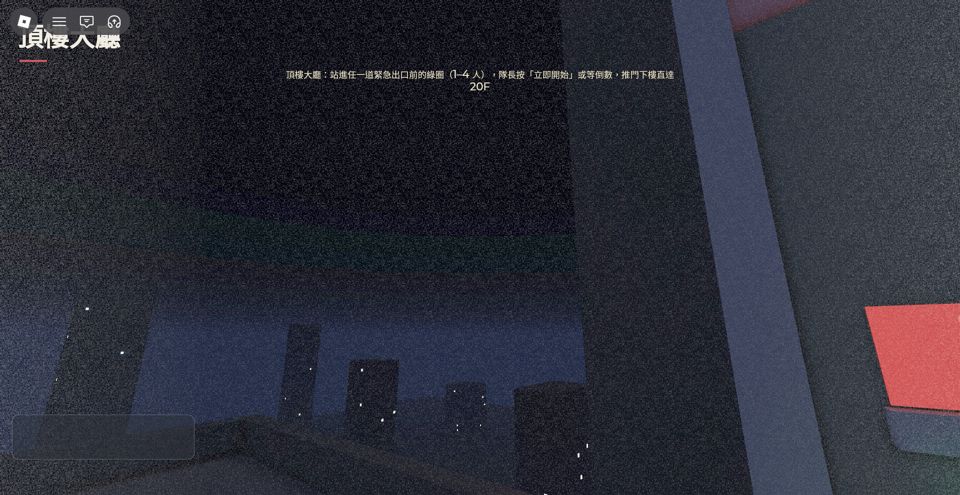 頂樓大廳
頂樓大廳：站進任一道緊急出口前的綠圈（1–4 人），隊長按「立即開始」或等倒數，推門下樓直達
20F